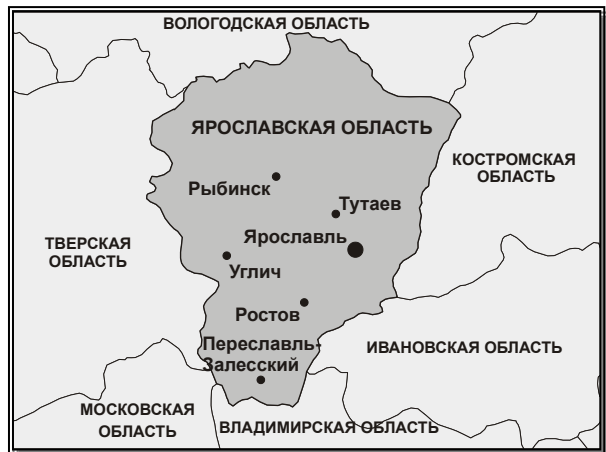 ВОЛОГОДСКАЯ ОБЛАСТЬ
ЯРОСЛАВСКАЯ ОБЛАСТЬ
КОСТРОМСКАЯ
ОБЛАСТЬ
Рыбинск
Тутаев
Ярославль
ТВЕРСКАЯ
ОБЛАСТЬ
Углич
Ростов
Переславль-
Залесский
ИВАНОВСКАЯ ОБЛАСТЬ
МОСКОВСКАЯ
ОБЛАСТЬ
ВЛАДИМИРСКАЯ ОБЛАСТЬ